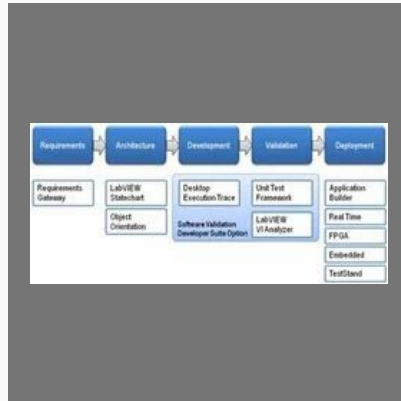 Requirements
Architecture
Development
Validation
Deployment
Requirements
Gateway
LabVIEW
Statechart
Object
Orientation
Desktop
Execution Trace
Software Validation
Developer Suite Option
Unit Test
Framework
LabVIEW
VI Analyzer
Application
Builder
Real Time
FPGA
Embedded
TestStand